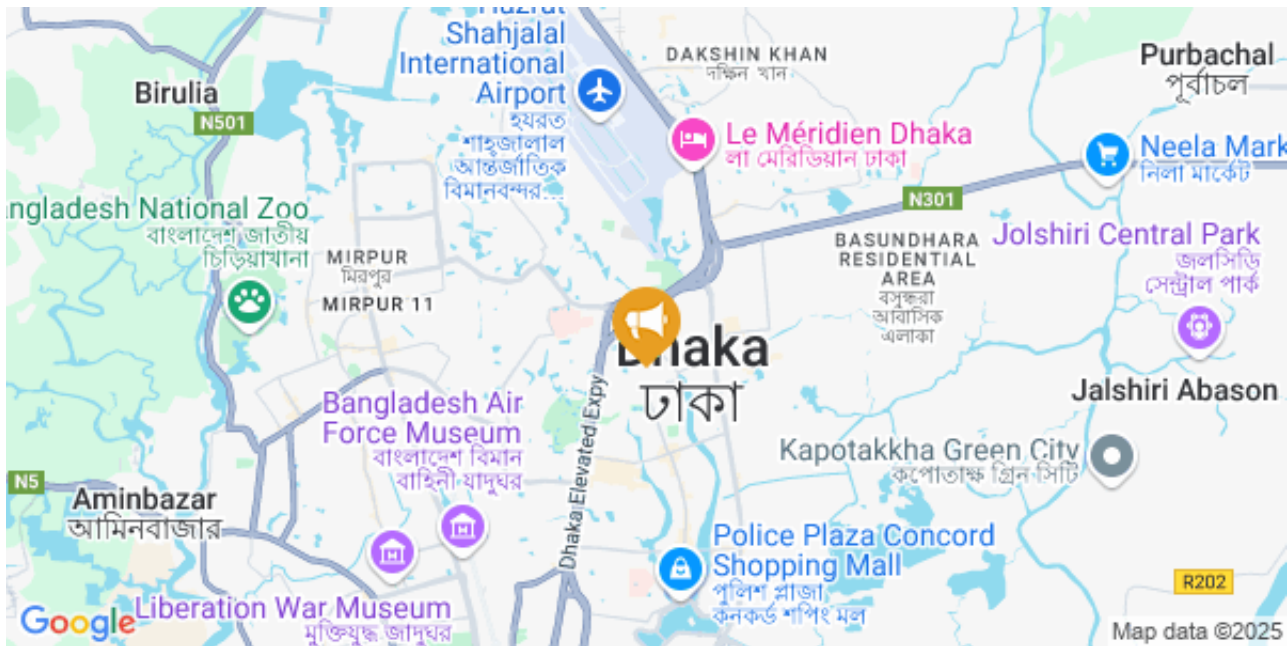 Shahjalal
International
Airport
হযরত
শাহ্জালাল
আন্তর্জাতিক
বিমানবন্দর...
DAKSHIN KHAN
দক্ষিন খান
Purbachal
পূর্বাচল
Birulia
N501
Le Méridien Dhaka
লা মেরিডিয়ান ঢাকা
Neela Mark
নিলা মার্কেট
N301
ngladesh National Zoo
বাংলাদেশ জাতীয়
চিড়িয়াখানা
MIRPUR
মিরপুর
MIRPUR 11
BASUNDHARA
RESIDENTIAL
AREA
বসুন্ধরা
আবাসিক
এলাকা
Jolshiri Central Park
জলসিড়ি
সেন্ট্রাল পার্ক
Dhaka
ঢাকা
Jalshiri Abason
Dhaka Elevated Expy
Bangladesh Air
Force Museum
বাংলাদেশ বিমান
বাহিনী যাদুঘর
Kapotakkha Green City
কপোতাক্ষ গ্রিন সিটি
N5
Aminbazar
আমিনবাজার
Police Plaza Concord
Shopping Mall
পুলিশ প্লাজা
কনকর্ড শপিং মল
R202
Liberation War Museum
মুক্তিযুদ্ধ জাদুঘর
Google
Map data ©2025